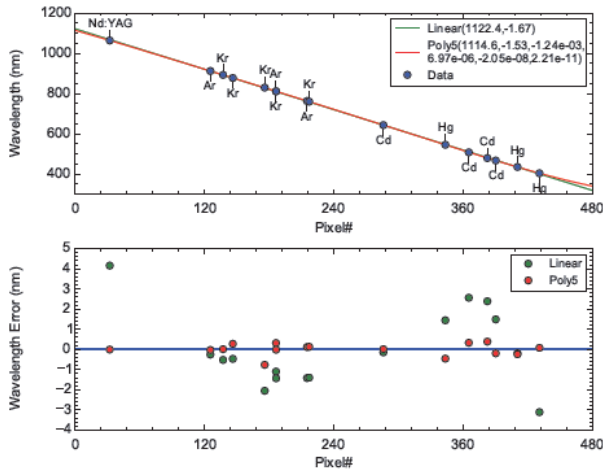 1200
1000
800
600
400
Wavelength (nm)
Nd:YAG
Ar
Kr
Kr
Kr
Ar
Kr
Kr
Ar
Cd
Hg
Cd
Cd
Cd
Hg
Hg
Linear(1122.4,-1.67)
Poly5(1114.6,-1.53,-1.24e-03,
6.97e-06,-2.05e-08,2.21e-11)
Data
0
120
240
360
480
Pixel#
5
4
3
2
1
0
−1
−2
−3
−4
Wavelength Error (nm)
Linear
Poly5
0
120
240
360
480
Pixel#